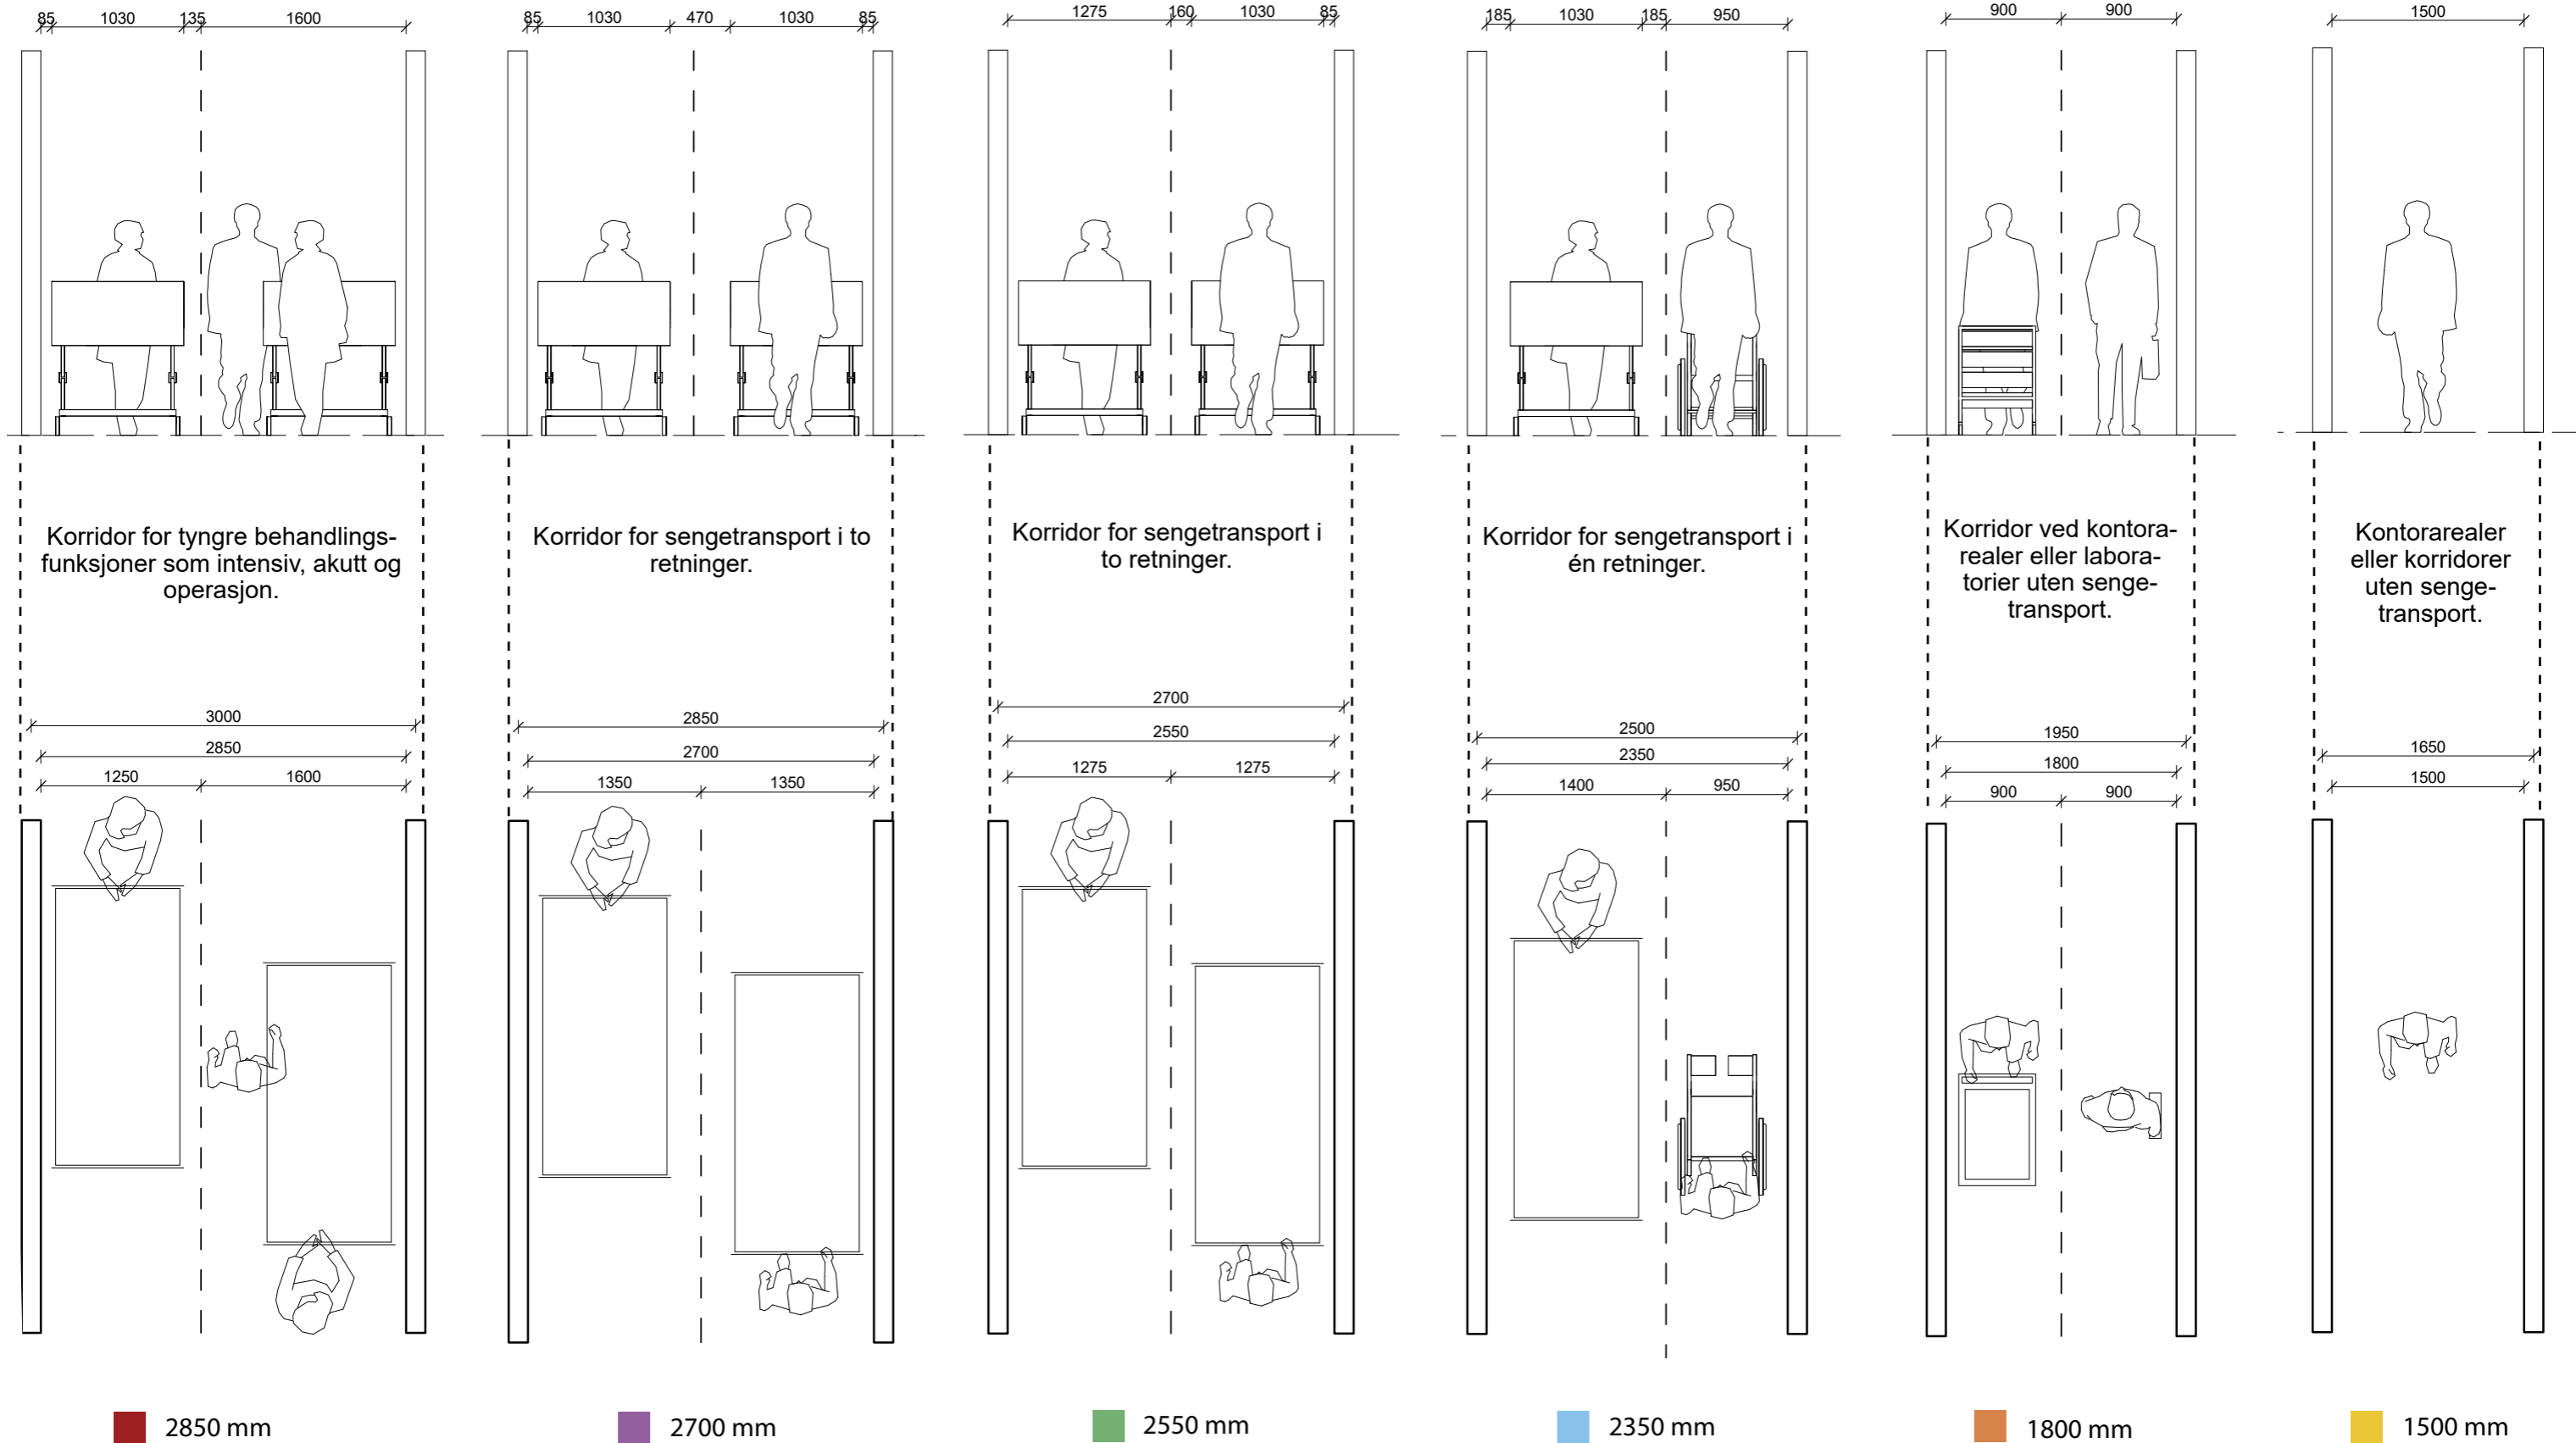 85 1030 135 1600
85 1030 470 1030 85
1275 160 1030 85
185 1030 185 950
900 900
1500
Korridor for tyngre behandlings-
funksjoner som intensiv, akutt og
operasjon.
Korridor for sengetransport i to
retninger.
Korridor for sengetransport i
to retninger.
Korridor for sengetransport i
én retninger.
Korridor ved kontora-
realer eller labora-
torier uten senge-
transport.
Kontorarealer
eller korridorer
uten senge-
transport.
3000
2850
1250 1600
2850
2700
1350 1350
2700
2550
1275 1275
2500
2350
1400 950
1950
1800
900 900
1650
1500
2850 mm
2700 mm
2550 mm
2350 mm
1800 mm
1500 mm